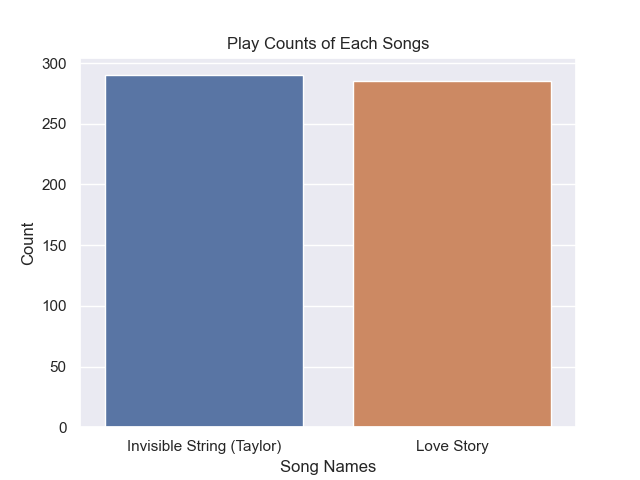 Play Counts of Each Songs
300
250
200
150
100
50
0
Count
Invisible String (Taylor)
Love Story
Song Names